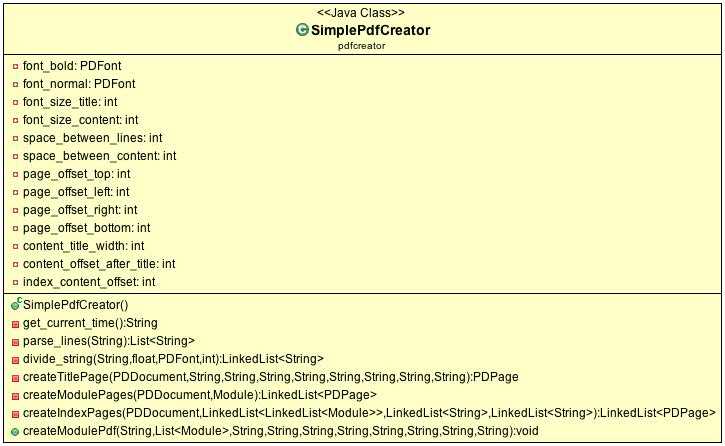 <<Java Class>>
SimplePdfCreator
pdfcreator
font_bold: PDFont
font_normal: PDFont
font_size_title: int
font_size_content: int
space_between_lines: int
space_between_content: int
page_offset_top: int
page_offset_left: int
page_offset_right: int
page_offset_bottom: int
content_title_width: int
content_offset_after_title: int
index_content_offset: int
SimplePdfCreator()
get_current_time():String
parse_lines(String):List<String>
divide_string(String,float,PDFont,int):LinkedList<String>
createTitlePage(PDDocument,String,String,String,String,String,String,String,String):PDPage
createModulePages(PDDocument,Module):LinkedList<PDPage>
createIndexPages(PDDocument,LinkedList<LinkedList<Module>>,LinkedList<String>,LinkedList<String>):LinkedList<PDPage>
createModulePdf(String,List<Module>,String,String,String,String,String,String,String,String):void